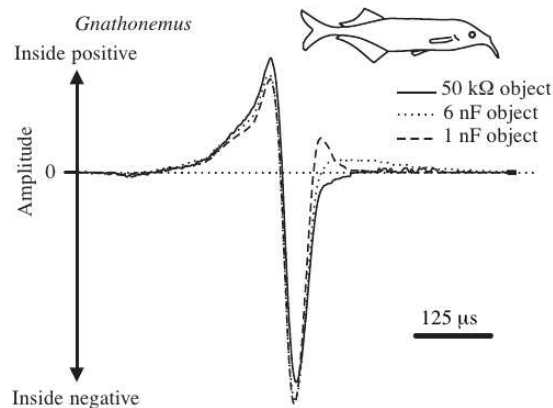 Gnathonemus
Inside positive
50 kΩ object
6 nF object
1 nF object
Amplitude
0
125 μs
Inside negative